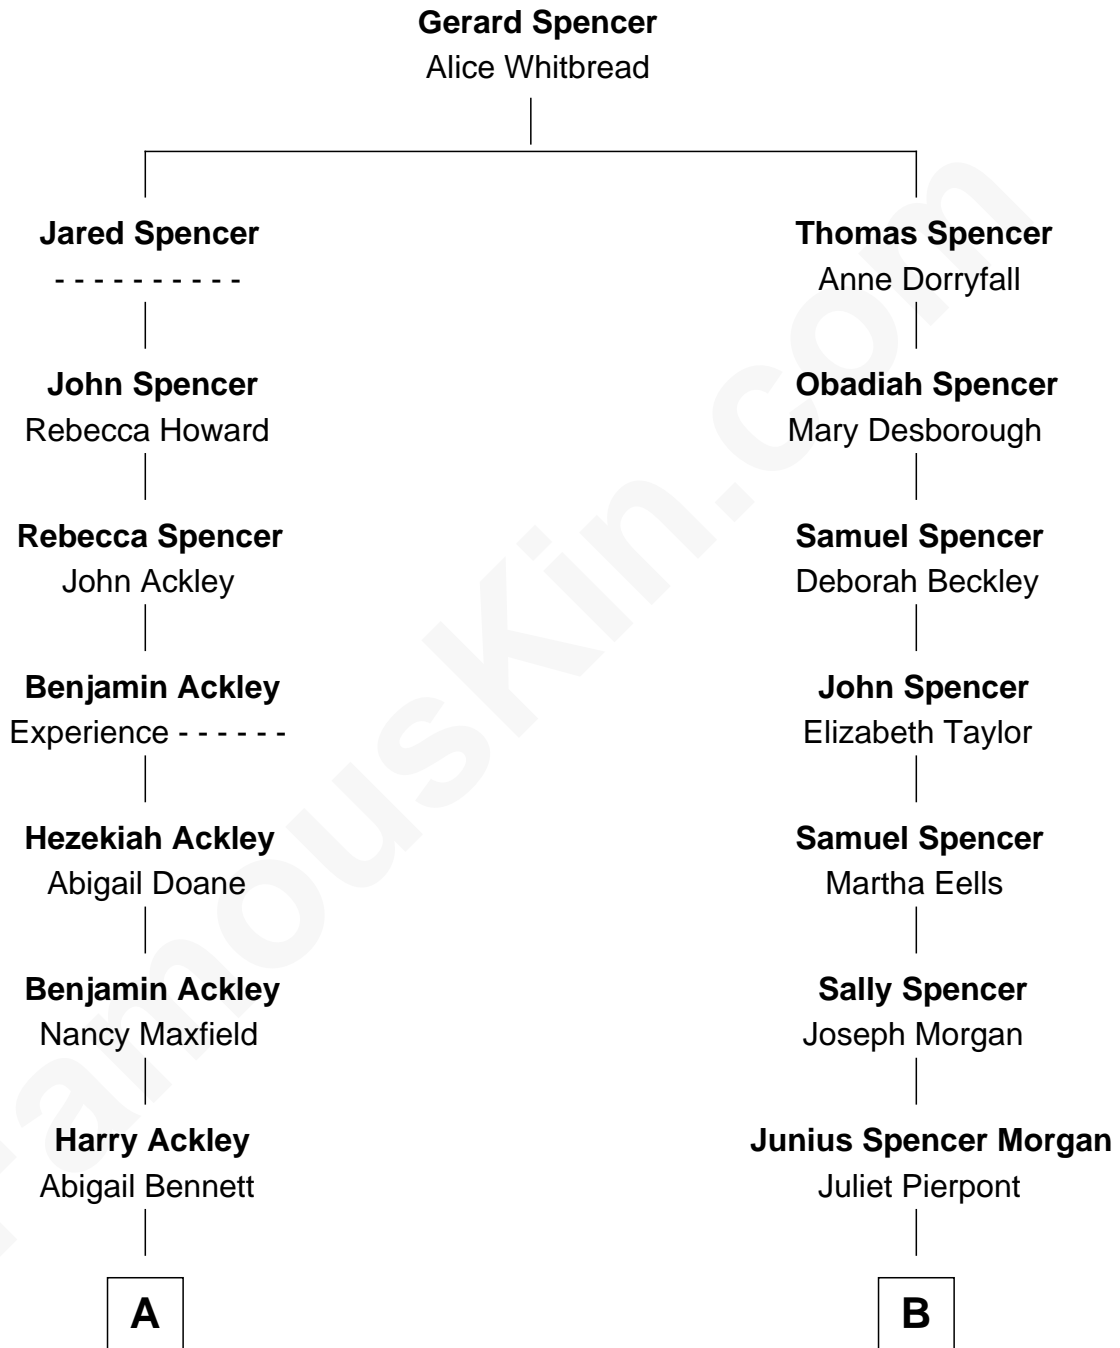 Gerard Spencer
Alice Whitbread
Jared Spencer
- - - - - - - - - -
John Spencer
Rebecca Howard
Rebecca Spencer
John Ackley
Benjamin Ackley
Experience - - - - - -
Hezekiah Ackley
Abigail Doane
Benjamin Ackley
Nancy Maxfield
Harry Ackley
Abigail Bennett
A
Thomas Spencer
Anne Dorryfall
Obadiah Spencer
Mary Desborough
Samuel Spencer
Deborah Beckley
John Spencer
Elizabeth Taylor
Samuel Spencer
Martha Eells
Sally Spencer
Joseph Morgan
Junius Spencer Morgan
Juliet Pierpont
B
FamousKin.com